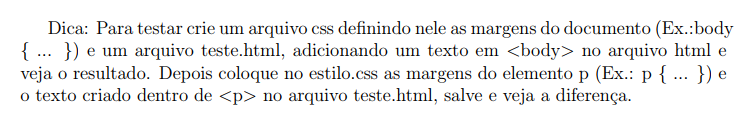 Dica: Para testar crie um arquivo css definindo nele as margens do documento (Ex.:body
{ ... }) e um arquivo teste.html, adicionando um texto em <body> no arquivo html e
veja o resultado. Depois coloque no estilo.css as margens do elemento p (Ex.: p { ... }) e
o texto criado dentro de <p> no arquivo teste.html, salve e veja a diferença.